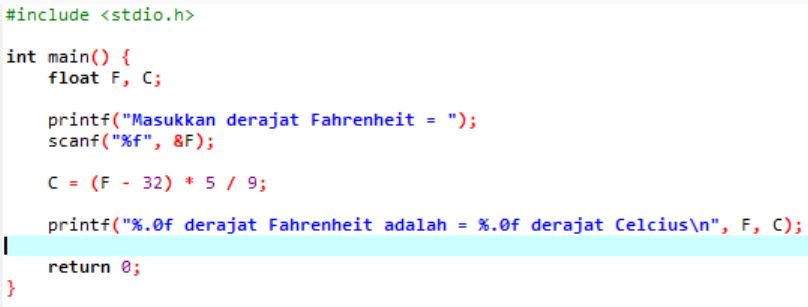 #include <stdio.h>
int main() {
float F, C;
printf("Masukkan derajat Fahrenheit = ");
scanf("%f", &F);
C = (F - 32) * 5 / 9;
printf("%.0f derajat Fahrenheit adalah = %.0f derajat Celcius\n", F, C);
return 0;
}